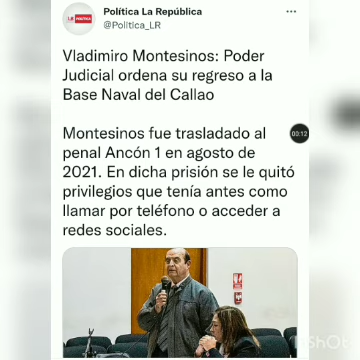 Política La República
@Politica_LR
Vladimiro Montesinos: Poder
Judicial ordena su regreso a la
Base Naval del Callao
Montesinos fue trasladado al
penal Ancón 1 en agosto de
2021. En dicha prisión se le quitó
privilegios que tenía antes como
llamar por teléfono o acceder a
redes sociales.
00:12